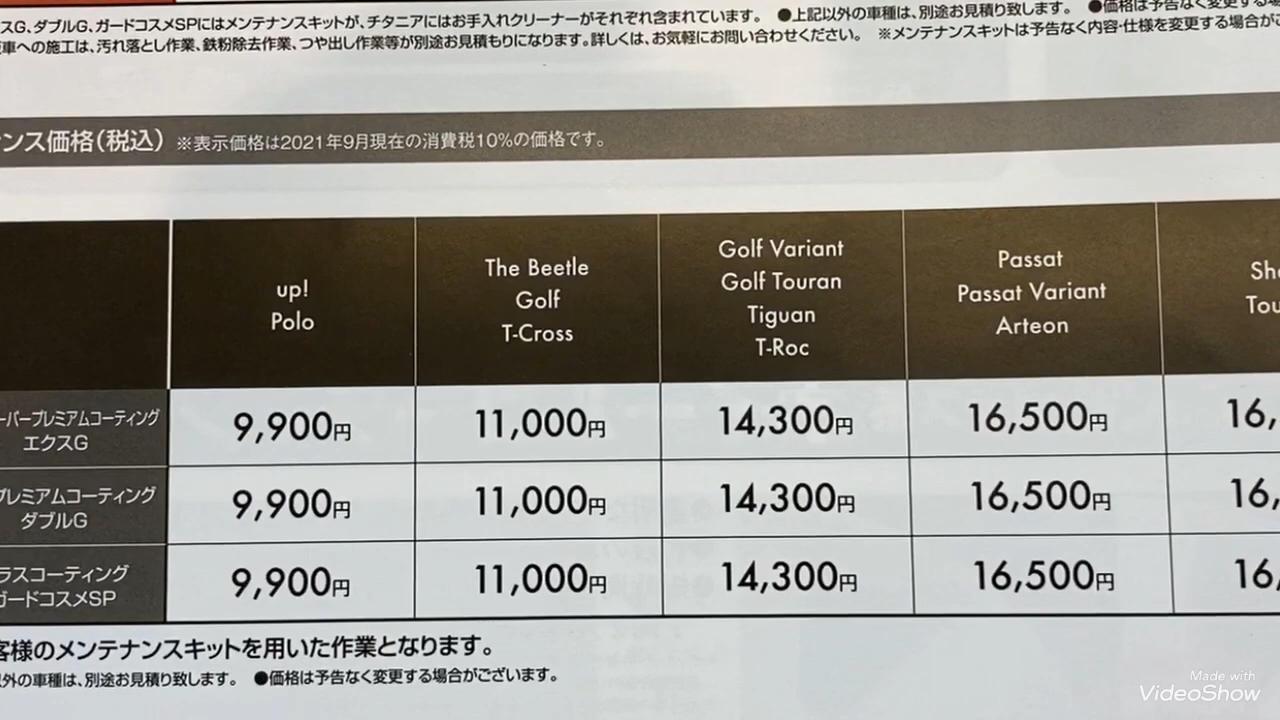 スG、ダブルG、ガードコスメSPにはメンテナンスキットが、チタニアにはお手入れクリーナーがそれぞれ含まれています。 ●上記以外の車種は、別途お見積り致します。 ●価格は予告なく変更する場
車への施工は、汚れ落とし作業、鉄粉除去作業、つや出し作業等が別途お見積もりになります。詳しくは、お気軽にお問い合わせください。 ※メンテナンスキットは予告なく内容・仕様を変更する場合が
ンス価格(税込) ※表示価格は2021年9月現在の消費税10%の価格です。
up!
Polo
The Beetle
Golf
T-Cross
Golf Variant
Golf Touran
Tiguan
T-Roc
Passat
Passat Variant
Arteon
Sha
Tou
ーパープレミアムコーティング
エクスG
9,900円 11,000円 14,300円 16,500円 16,
プレミアムコーティング
ダブルG
9,900円 11,000円 14,300円 16,500円 16,
ラスコーティング
ガードコスメSP
9,900円 11,000円 14,300円 16,500円 16,
客様のメンテナンスキットを用いた作業となります。
以外の車種は、別途お見積り致します。 ●価格は予告なく変更する場合がございます。
Made with
VideoShow